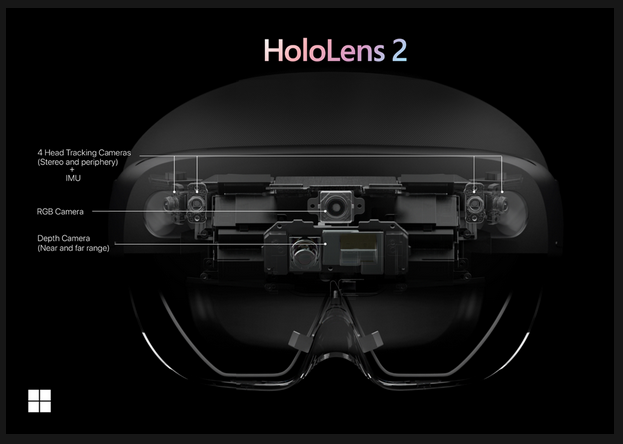 HoloLens 2
4 Head Tracking Cameras
(Stereo and periphery)
+
IMU
RGB Camera
Depth Camera
(Near and far range)